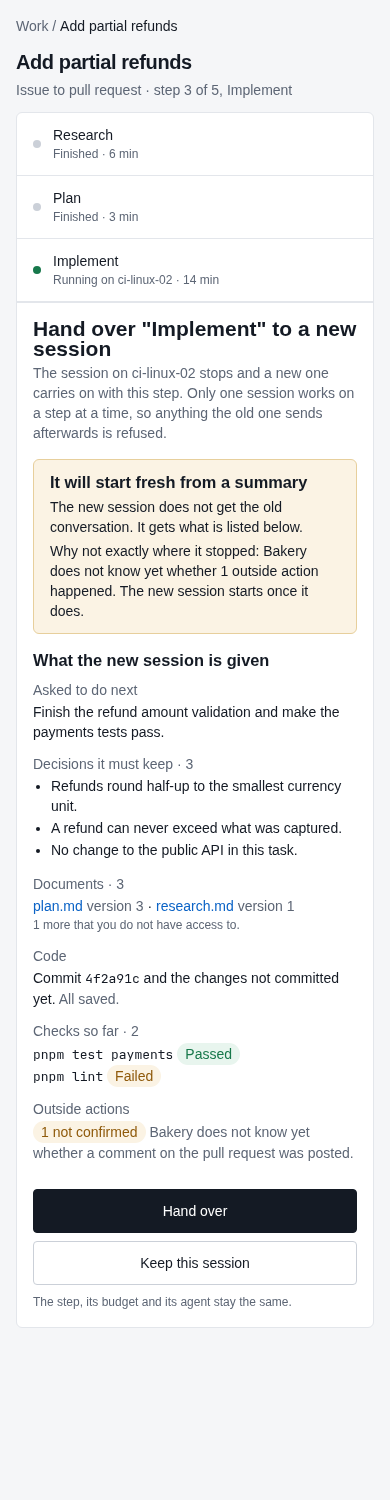 Work / Add partial refunds
Add partial refunds
Issue to pull request · step 3 of 5, Implement
Research
Finished · 6 min
Plan
Finished · 3 min
Implement
Running on ci-linux-02 · 14 min
Hand over "Implement" to a new
session
The session on ci-linux-02 stops and a new one
carries on with this step. Only one session works on
a step at a time, so anything the old one sends
afterwards is refused.
It will start fresh from a summary
The new session does not get the old
conversation. It gets what is listed below.
Why not exactly where it stopped: Bakery
does not know yet whether 1 outside action
happened. The new session starts once it
does.
What the new session is given
Asked to do next
Finish the refund amount validation and make the
payments tests pass.
Decisions it must keep · 3
• Refunds round half-up to the smallest currency
unit.
• A refund can never exceed what was captured.
• No change to the public API in this task.
Documents · 3
plan.md version 3 · research.md version 1
1 more that you do not have access to.
Code
Commit 4f2a91c and the changes not committed
yet. All saved.
Checks so far · 2
pnpm test payments Passed
pnpm lint Failed
Outside actions
1 not confirmed Bakery does not know yet
whether a comment on the pull request was posted.
Hand over
Keep this session
The step, its budget and its agent stay the same.